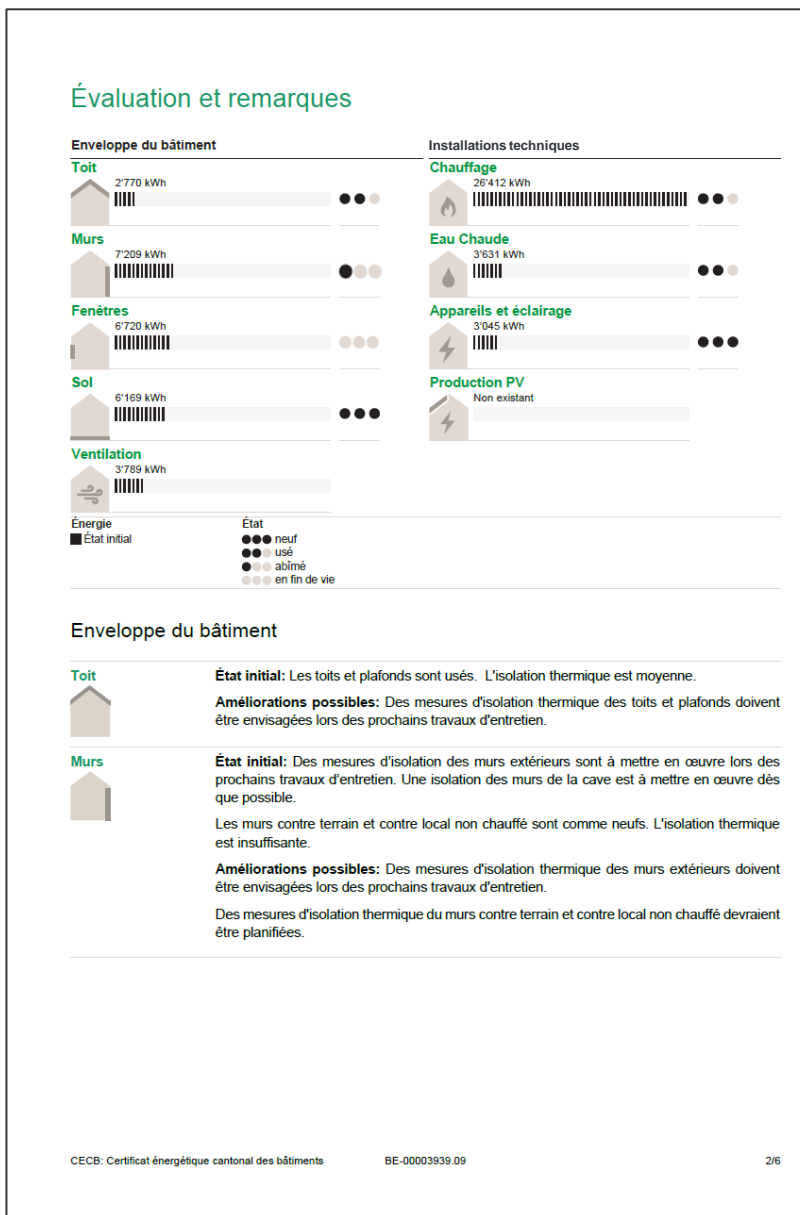 Évaluation et remarques
Enveloppe du bâtiment
Toit
2'770 kWh
Murs
7'209 kWh
Fenêtres
6'720 kWh
Sol
6'169 kWh
Ventilation
3'789 kWh
Installations techniques
Chauffage
26'412 kWh
Eau Chaude
3'631 kWh
Appareils et éclairage
3'045 kWh
Production PV
Non existant
Énergie
État initial
État
neuf
usé
abîmé
en fin de vie
Enveloppe du bâtiment
Toit
État initial: Les toits et plafonds sont usés. L'isolation thermique est moyenne.
Améliorations possibles: Des mesures d'isolation thermique des toits et plafonds doivent
être envisagées lors des prochains travaux d'entretien.
Murs
État initial: Des mesures d'isolation des murs extérieurs sont à mettre en œuvre lors des
prochains travaux d'entretien. Une isolation des murs de la cave est à mettre en œuvre dès
que possible.
Les murs contre terrain et contre local non chauffé sont comme neufs. L'isolation thermique
est insuffisante.
Améliorations possibles: Des mesures d'isolation thermique des murs extérieurs doivent
être envisagées lors des prochains travaux d'entretien.
Des mesures d'isolation thermique du murs contre terrain et contre local non chauffé devraient
être planifiées.
CECB: Certificat énergétique cantonal des bâtiments BE-00003939.09 2/6